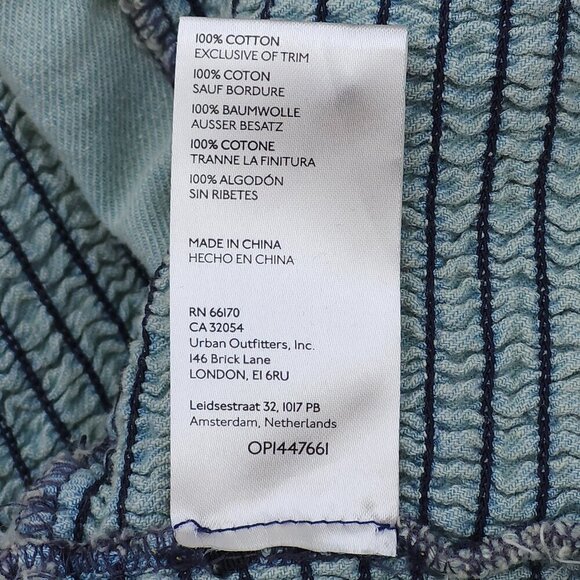 100% COTTON
EXCLUSIVE OF TRIM
100% COTON
SAUF BORDURE
100% BAUMWOLLE
AUSSER BESATZ
100% COTONE
TRANNE LA FINITURA
100% ALGODÓN
SIN RIBETES
MADE IN CHINA
HECHO EN CHINA
RN 66170
CA 32054
Urban Outfitters, Inc.
146 Brick Lane
LONDON, E1 6RU
Leidsestraat 32, 1017 PB
Amsterdam, Netherlands
OP1447661